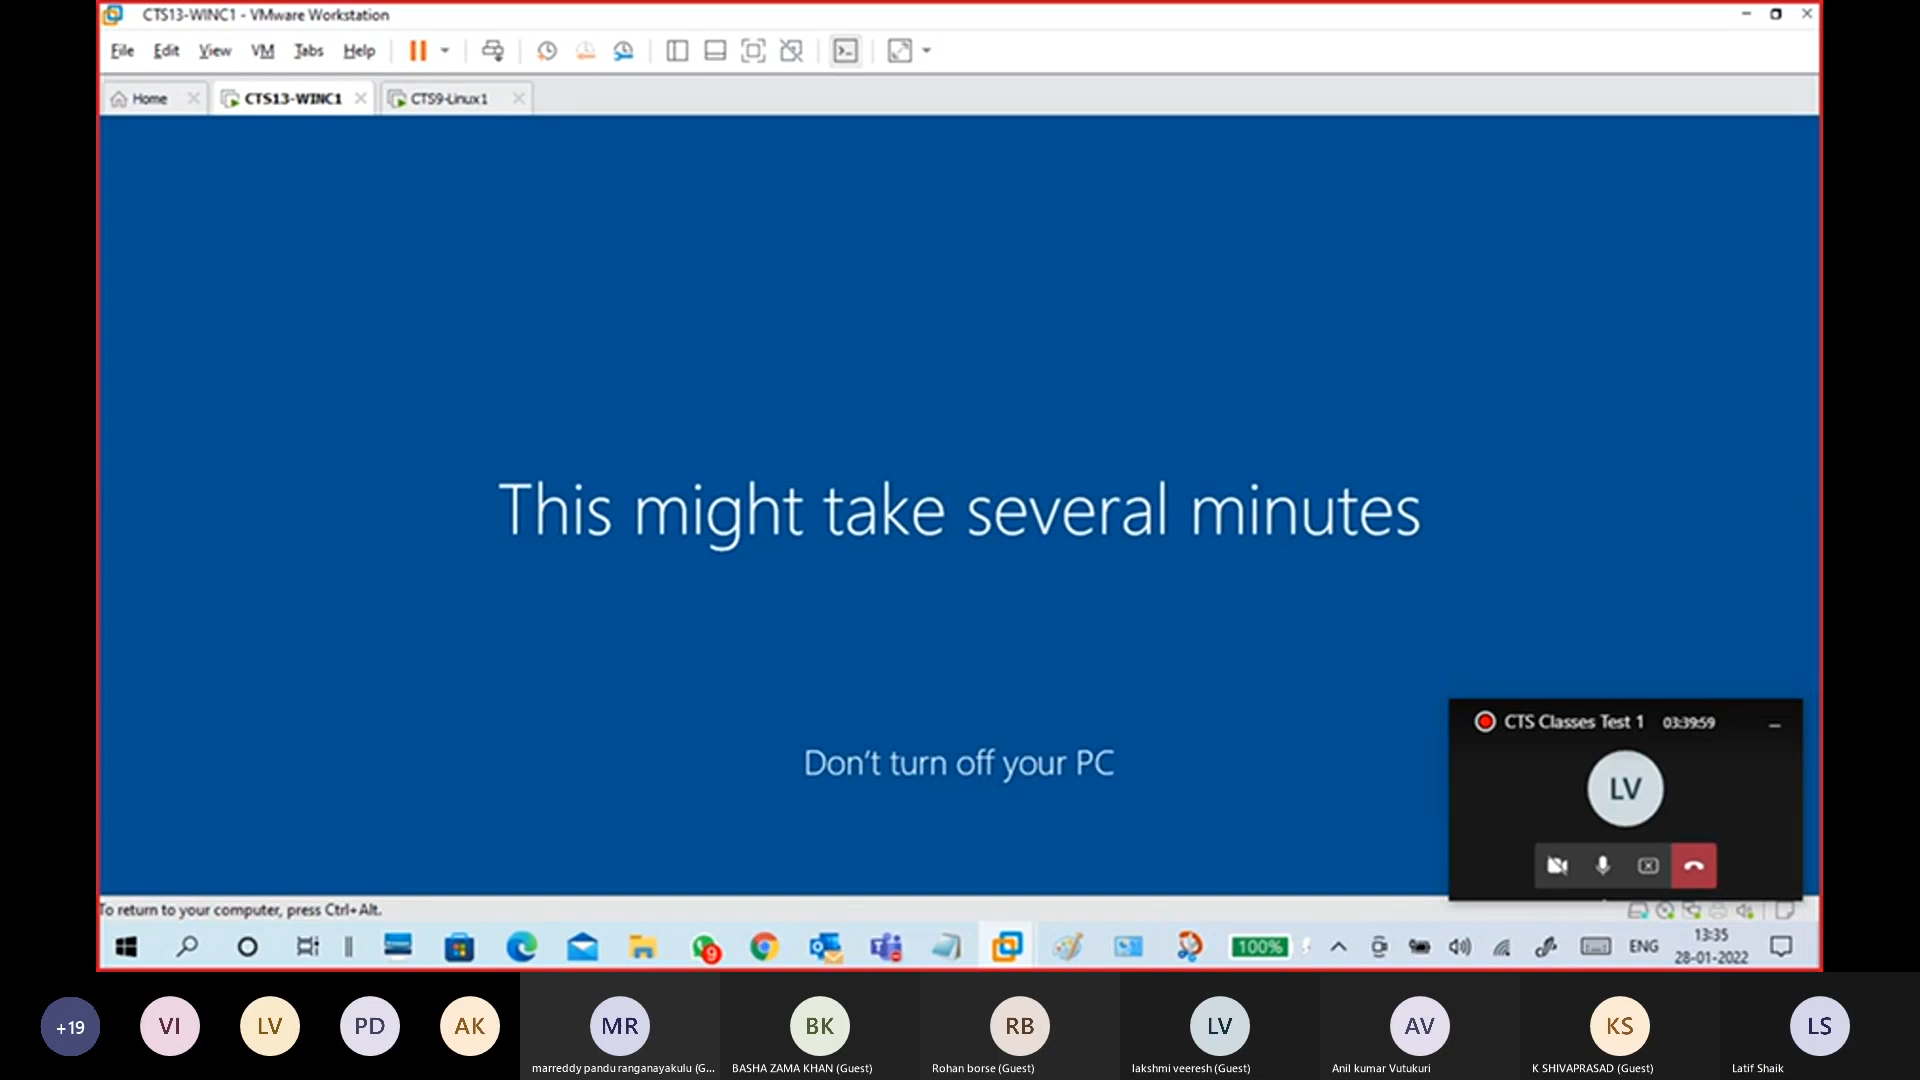 CTS13-WINC1 - VMware Workstation
File Edit View VM Tabs Help
Home CTS13-WINC1 CTS9-Linux1
This might take several minutes
Don't turn off your PC
CTS Classes Test 1 03:39:59
LV
To return to your computer, press Ctrl+Alt.
9 100% ENG 13:35
28-01-2022
+19 VI LV PD AK MR BK RB LV AV KS LS
marreddy pandu ranganayakulu (G... BASHA ZAMA KHAN (Guest) Rohan borse (Guest) lakshmi veeresh (Guest) Anil kumar Vutukuri K SHIVAPRASAD (Guest) Latif Shaik